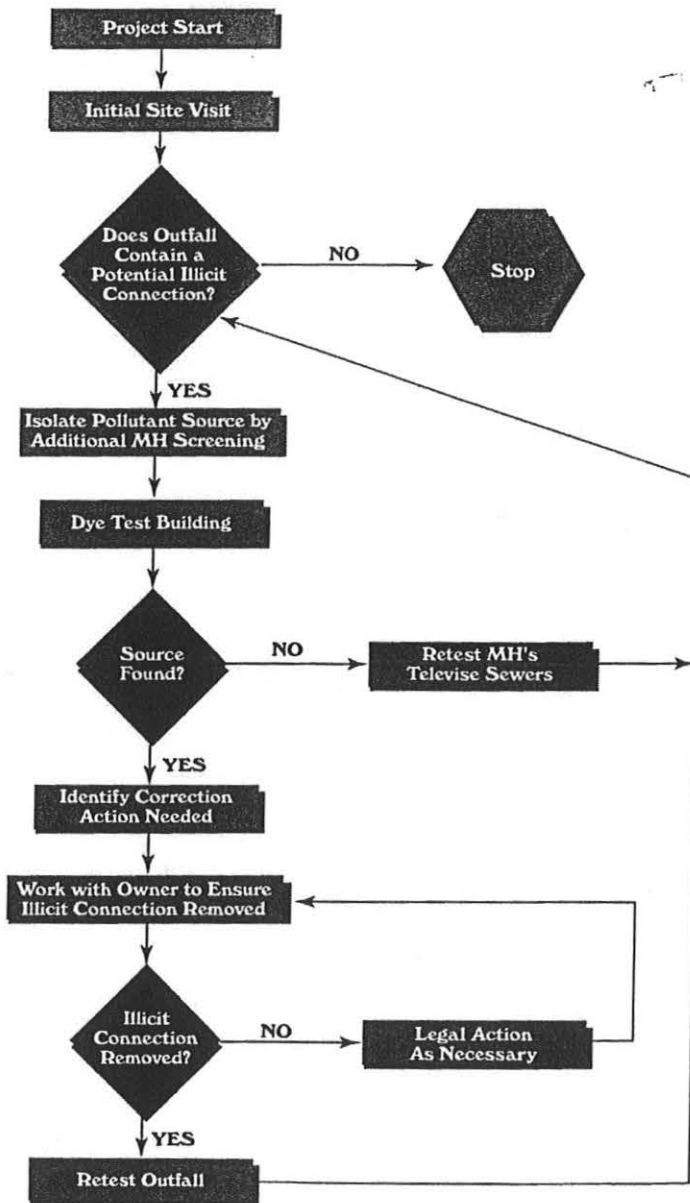 Project Start
Initial Site Visit
Does Outfall
Contain a
Potential Illicit
Connection?
NO
Stop
YES
Isolate Pollutant Source by
Additional MH Screening
Dye Test Building
Source
Found?
NO
Retest MH's
Televise Sewers
YES
Identify Correction
Action Needed
Work with Owner to Ensure
Illicit Connection Removed
Illicit
Connection
Removed?
NO
Legal Action
As Necessary
YES
Retest Outfall